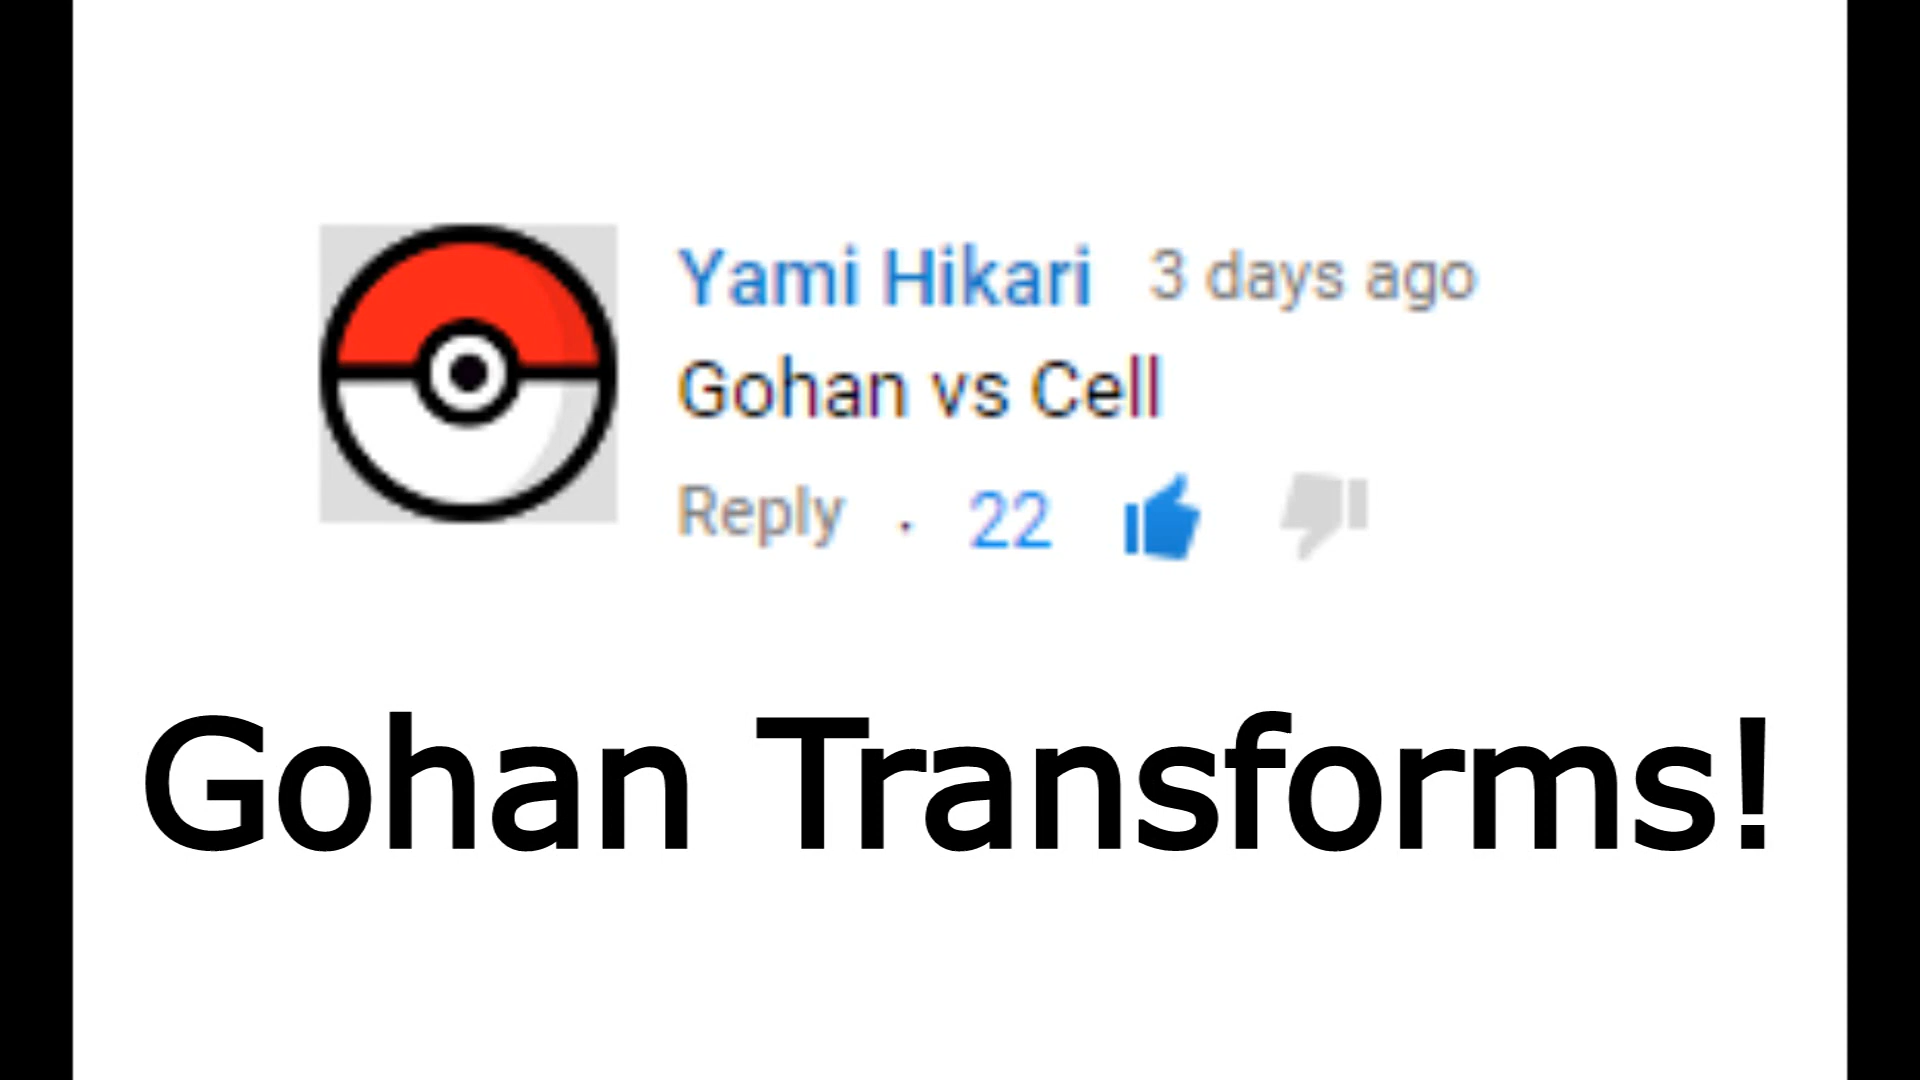 Yami Hikari 3 days ago
Gohan vs Cell
Reply · 22
Gohan Transforms!